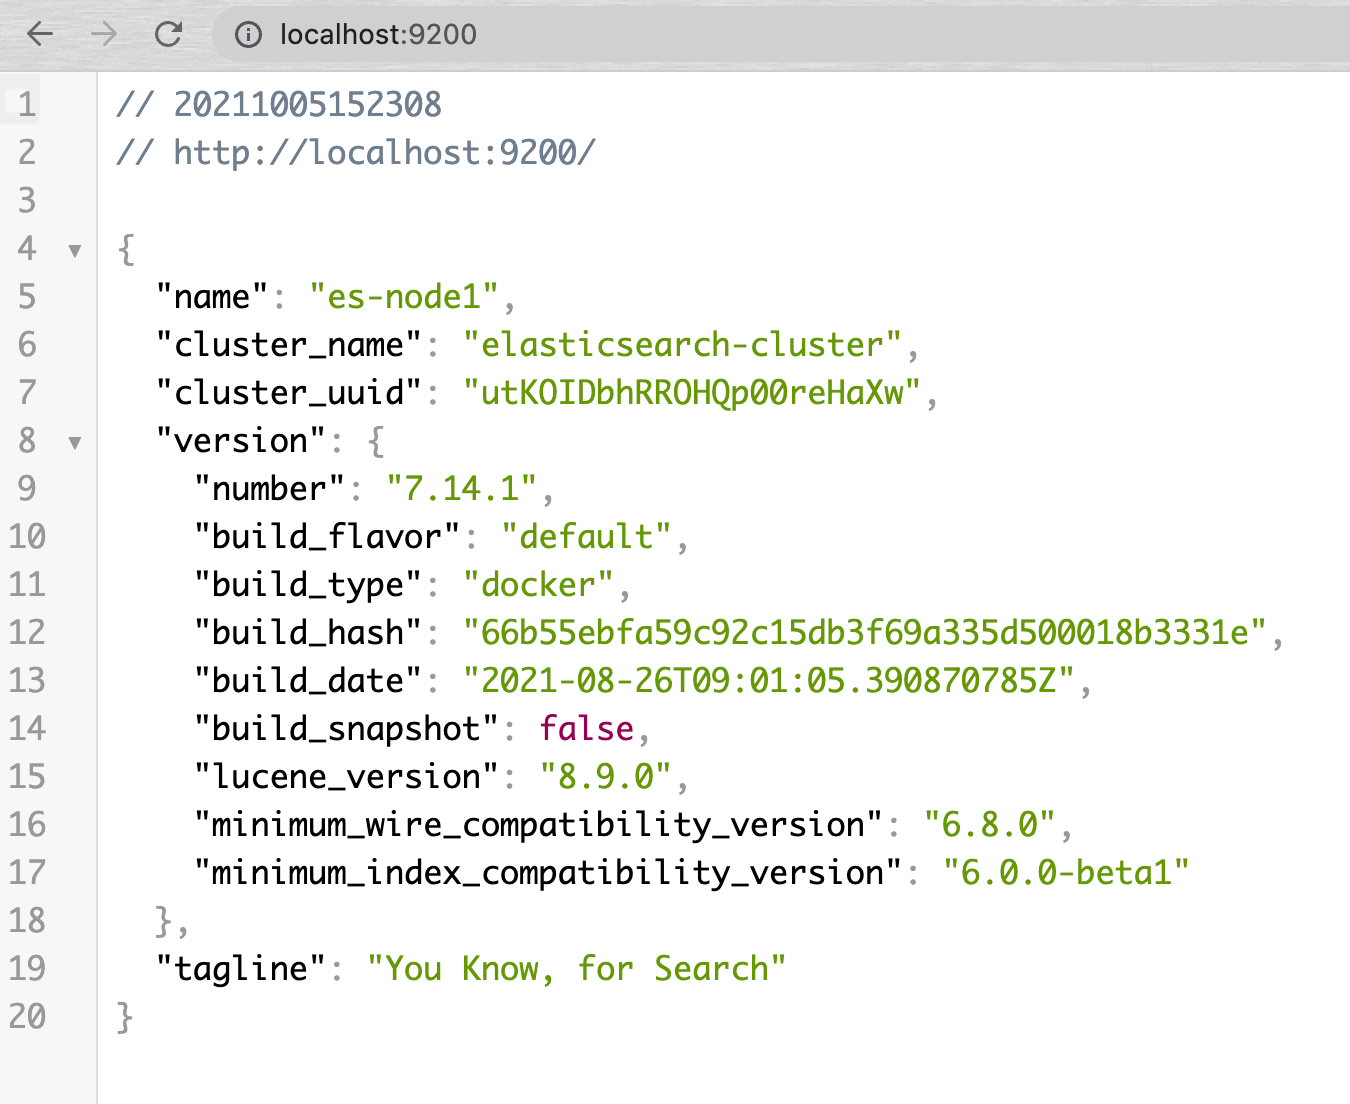 localhost:9200
1 // 20211005152308
2 // http://localhost:9200/
3
4 {
5 "name": "es-node1",
6 "cluster_name": "elasticsearch-cluster",
7 "cluster_uuid": "utKOIDbhRROHQp00reHaXw",
8 "version": {
9 "number": "7.14.1",
10 "build_flavor": "default",
11 "build_type": "docker",
12 "build_hash": "66b55ebfa59c92c15db3f69a335d500018b3331e",
13 "build_date": "2021-08-26T09:01:05.390870785Z",
14 "build_snapshot": false,
15 "lucene_version": "8.9.0",
16 "minimum_wire_compatibility_version": "6.8.0",
17 "minimum_index_compatibility_version": "6.0.0-beta1"
18 },
19 "tagline": "You Know, for Search"
20 }